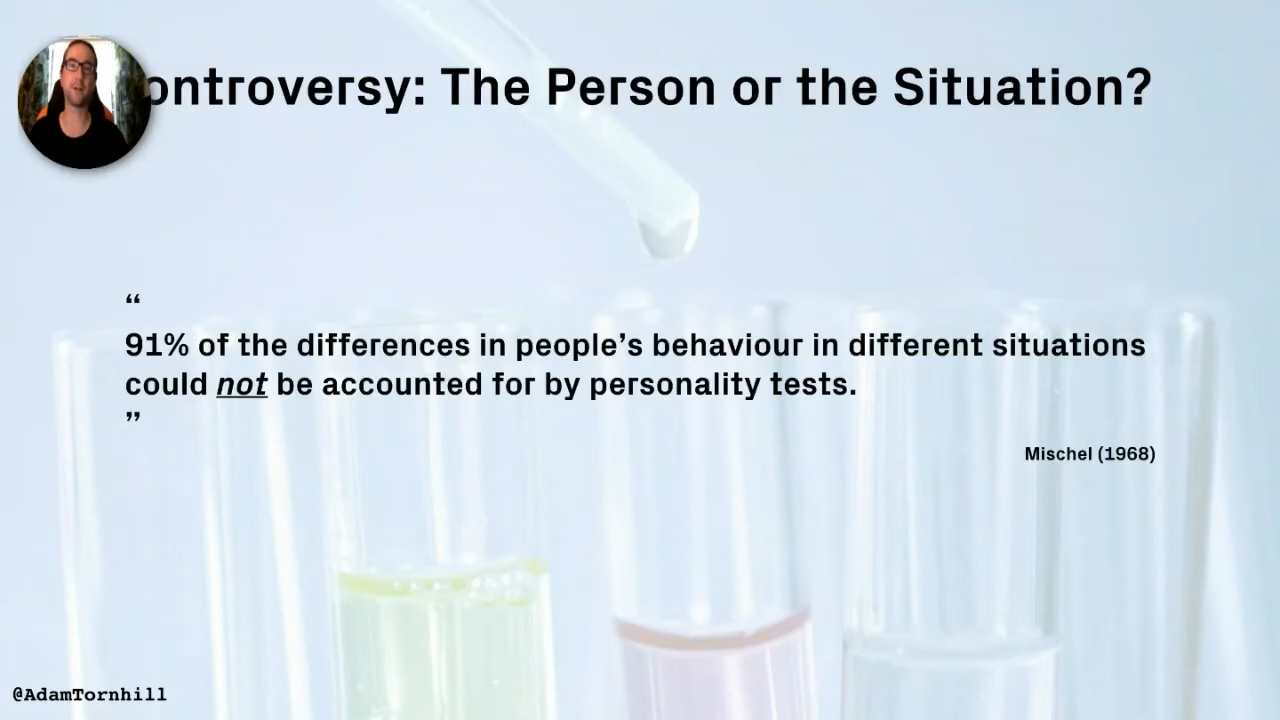 ontroversy: The Person or the Situation?
“
91% of the differences in people’s behaviour in different situations
could not be accounted for by personality tests.
”
Mischel (1968)
@AdamTornhill